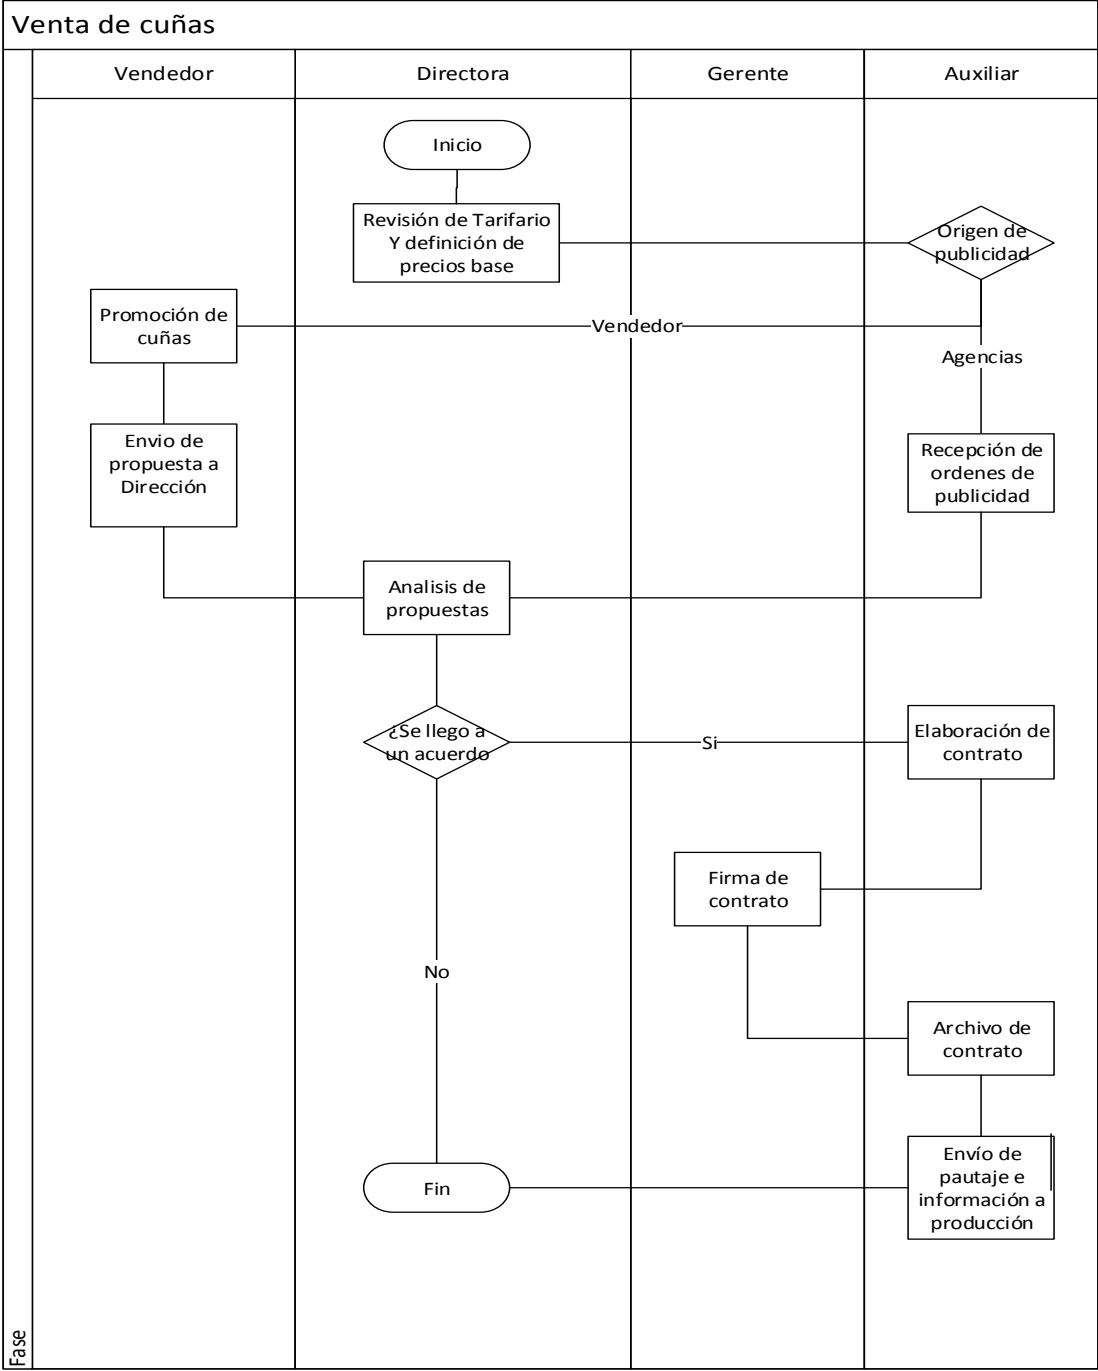 Venta de cuñas
Vendedor
Directora
Gerente
Auxiliar
Inicio
Revisión de Tarifario
Y definición de
precios base
Origen de
publicidad
Promoción de
cuñas
Vendedor
Agencias
Envio de
propuesta a
Dirección
Recepción de
ordenes de
publicidad
Analisis de
propuestas
¿Se llego a
un acuerdo
Si
Elaboración de
contrato
Firma de
contrato
No
Archivo de
contrato
Envío de
pautaje e
información a
producción
Fin
Fase